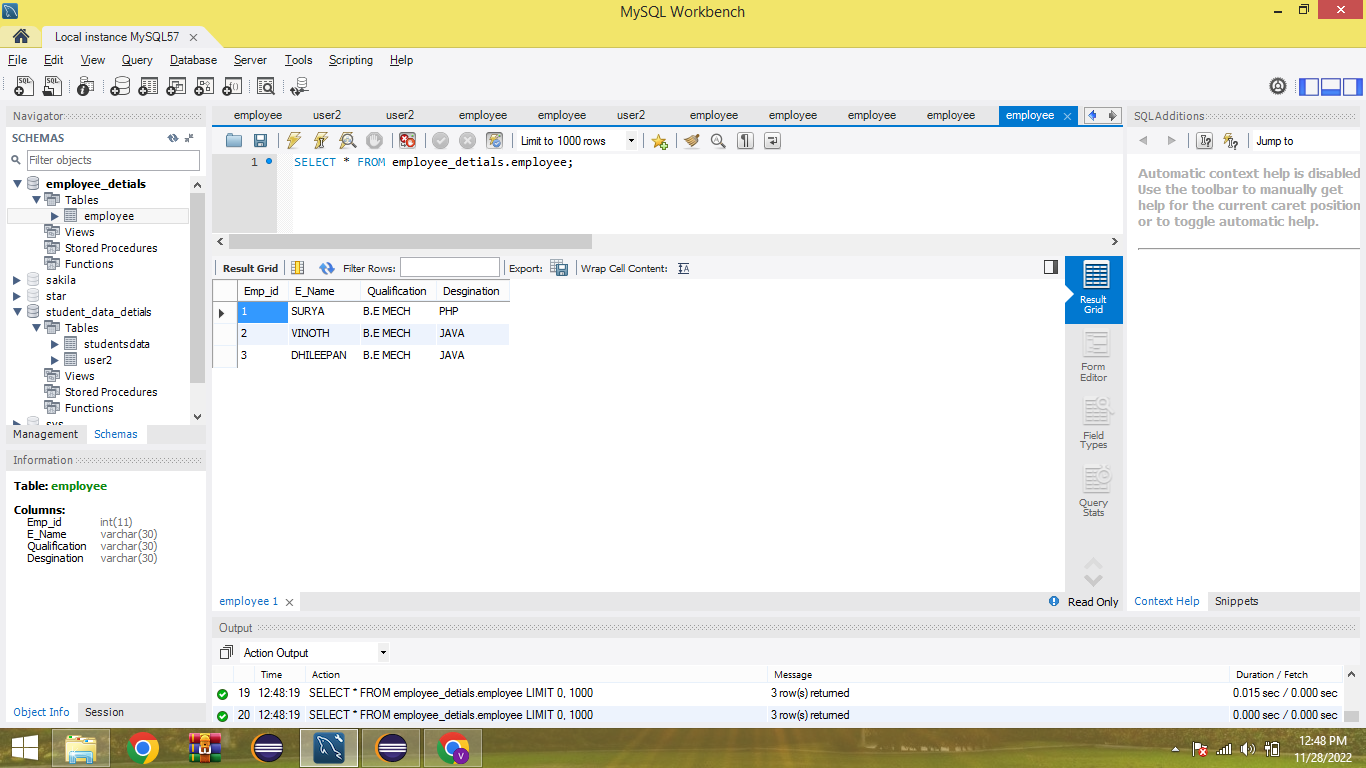 MySQL Workbench
Local instance MySQL57
File Edit View Query Database Server Tools Scripting Help
Navigator
SCHEMAS
Filter objects
employee_detials
Tables
employee
Views
Stored Procedures
Functions
sakila
star
student_data_detials
Tables
studentsdata
user2
Views
Stored Procedures
Functions
sys
Management Schemas
Information
Table: employee
Columns:
Emp_id int(11)
E_Name varchar(30)
Qualification varchar(30)
Desgination varchar(30)
Object Info Session
employee user2 user2 employee employee user2 employee employee employee employee employee
Limit to 1000 rows
1 SELECT * FROM employee_detials.employee;
Result Grid Filter Rows: Export: Wrap Cell Content:
Emp_id E_Name Qualification Desgination
1 SURYA B.E MECH PHP
2 VINOTH B.E MECH JAVA
3 DHILEEPAN B.E MECH JAVA
Result
Grid
Form
Editor
Field
Types
Query
Stats
employee 1
Read Only
SQLAdditions
Jump to
Automatic context help is disabled
Use the toolbar to manually get
help for the current caret position
or to toggle automatic help.
Context Help Snippets
Output
Action Output
Time Action Message Duration / Fetch
19 12:48:19 SELECT * FROM employee_detials.employee LIMIT 0, 1000 3 row(s) returned 0.015 sec / 0.000 sec
20 12:48:19 SELECT * FROM employee_detials.employee LIMIT 0, 1000 3 row(s) returned 0.000 sec / 0.000 sec
12:48 PM
11/28/2022